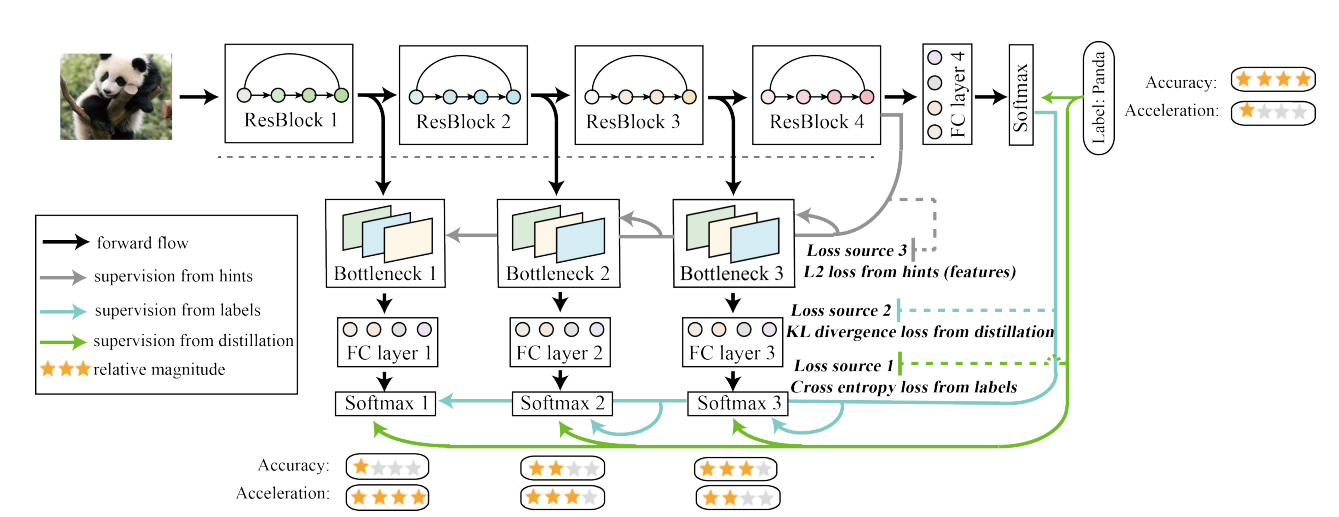 ResBlock 1
ResBlock 2
ResBlock 3
ResBlock 4
FC layer 4
Softmax
Label: Panda
Accuracy:
Acceleration:
forward flow
supervision from hints
supervision from labels
supervision from distillation
relative magnitude
Bottleneck 1
Bottleneck 2
Bottleneck 3
Loss source 3
L2 loss from hints (features)
Loss source 2
KL divergence loss from distillation
Loss source 1
Cross entropy loss from labels
FC layer 1
FC layer 2
FC layer 3
Softmax 1
Softmax 2
Softmax 3
Accuracy:
Acceleration: